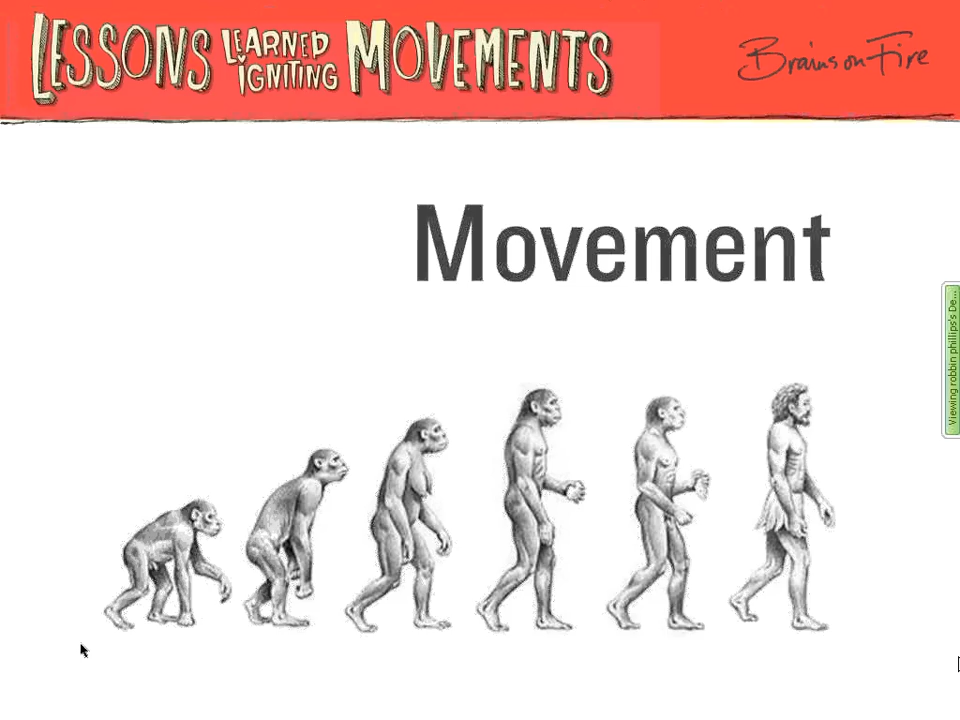 LESSONS LEARNED IGNITING MOVEMENTS
Brains on Fire
Movement
Viewing robbin phillips's De...